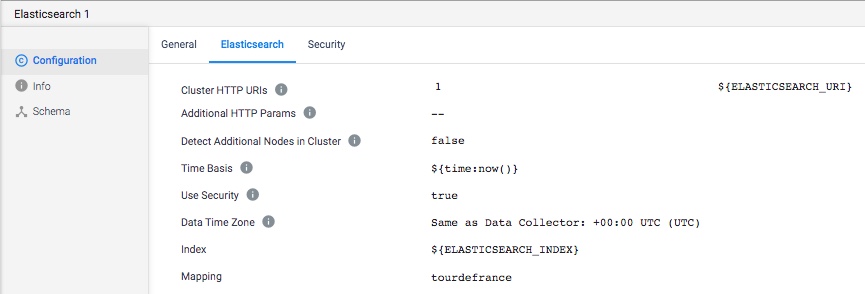 Elasticsearch 1
General Elasticsearch Security
Configuration
Info
Schema
Cluster HTTP URIs 1 ${ELASTICSEARCH_URI}
Additional HTTP Params --
Detect Additional Nodes in Cluster false
Time Basis ${time:now()}
Use Security true
Data Time Zone Same as Data Collector: +00:00 UTC (UTC)
Index ${ELASTICSEARCH_INDEX}
Mapping tourdefrance